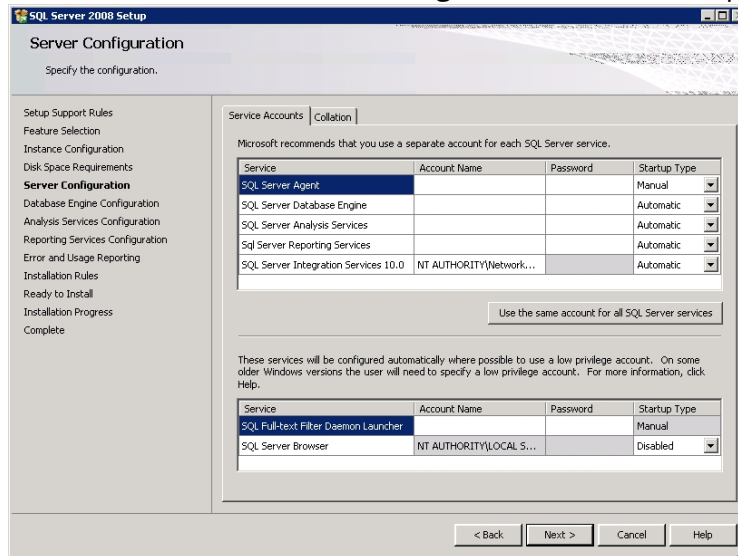 SQL Server 2008 Setup
Server Configuration
Specify the configuration.
Setup Support Rules
Feature Selection
Instance Configuration
Disk Space Requirements
Server Configuration
Database Engine Configuration
Analysis Services Configuration
Reporting Services Configuration
Error and Usage Reporting
Installation Rules
Ready to Install
Installation Progress
Complete
Service Accounts Collation
Microsoft recommends that you use a separate account for each SQL Server service.
Service Account Name Password Startup Type
SQL Server Agent Manual
SQL Server Database Engine Automatic
SQL Server Analysis Services Automatic
Sql Server Reporting Services Automatic
SQL Server Integration Services 10.0 NT AUTHORITY\Network... Automatic
Use the same account for all SQL Server services
These services will be configured automatically where possible to use a low privilege account. On some
older Windows versions the user will need to specify a low privilege account. For more information, click
Help.
Service Account Name Password Startup Type
SQL Full-text Filter Daemon Launcher Manual
SQL Server Browser NT AUTHORITY\LOCAL S... Disabled
< Back Next > Cancel Help